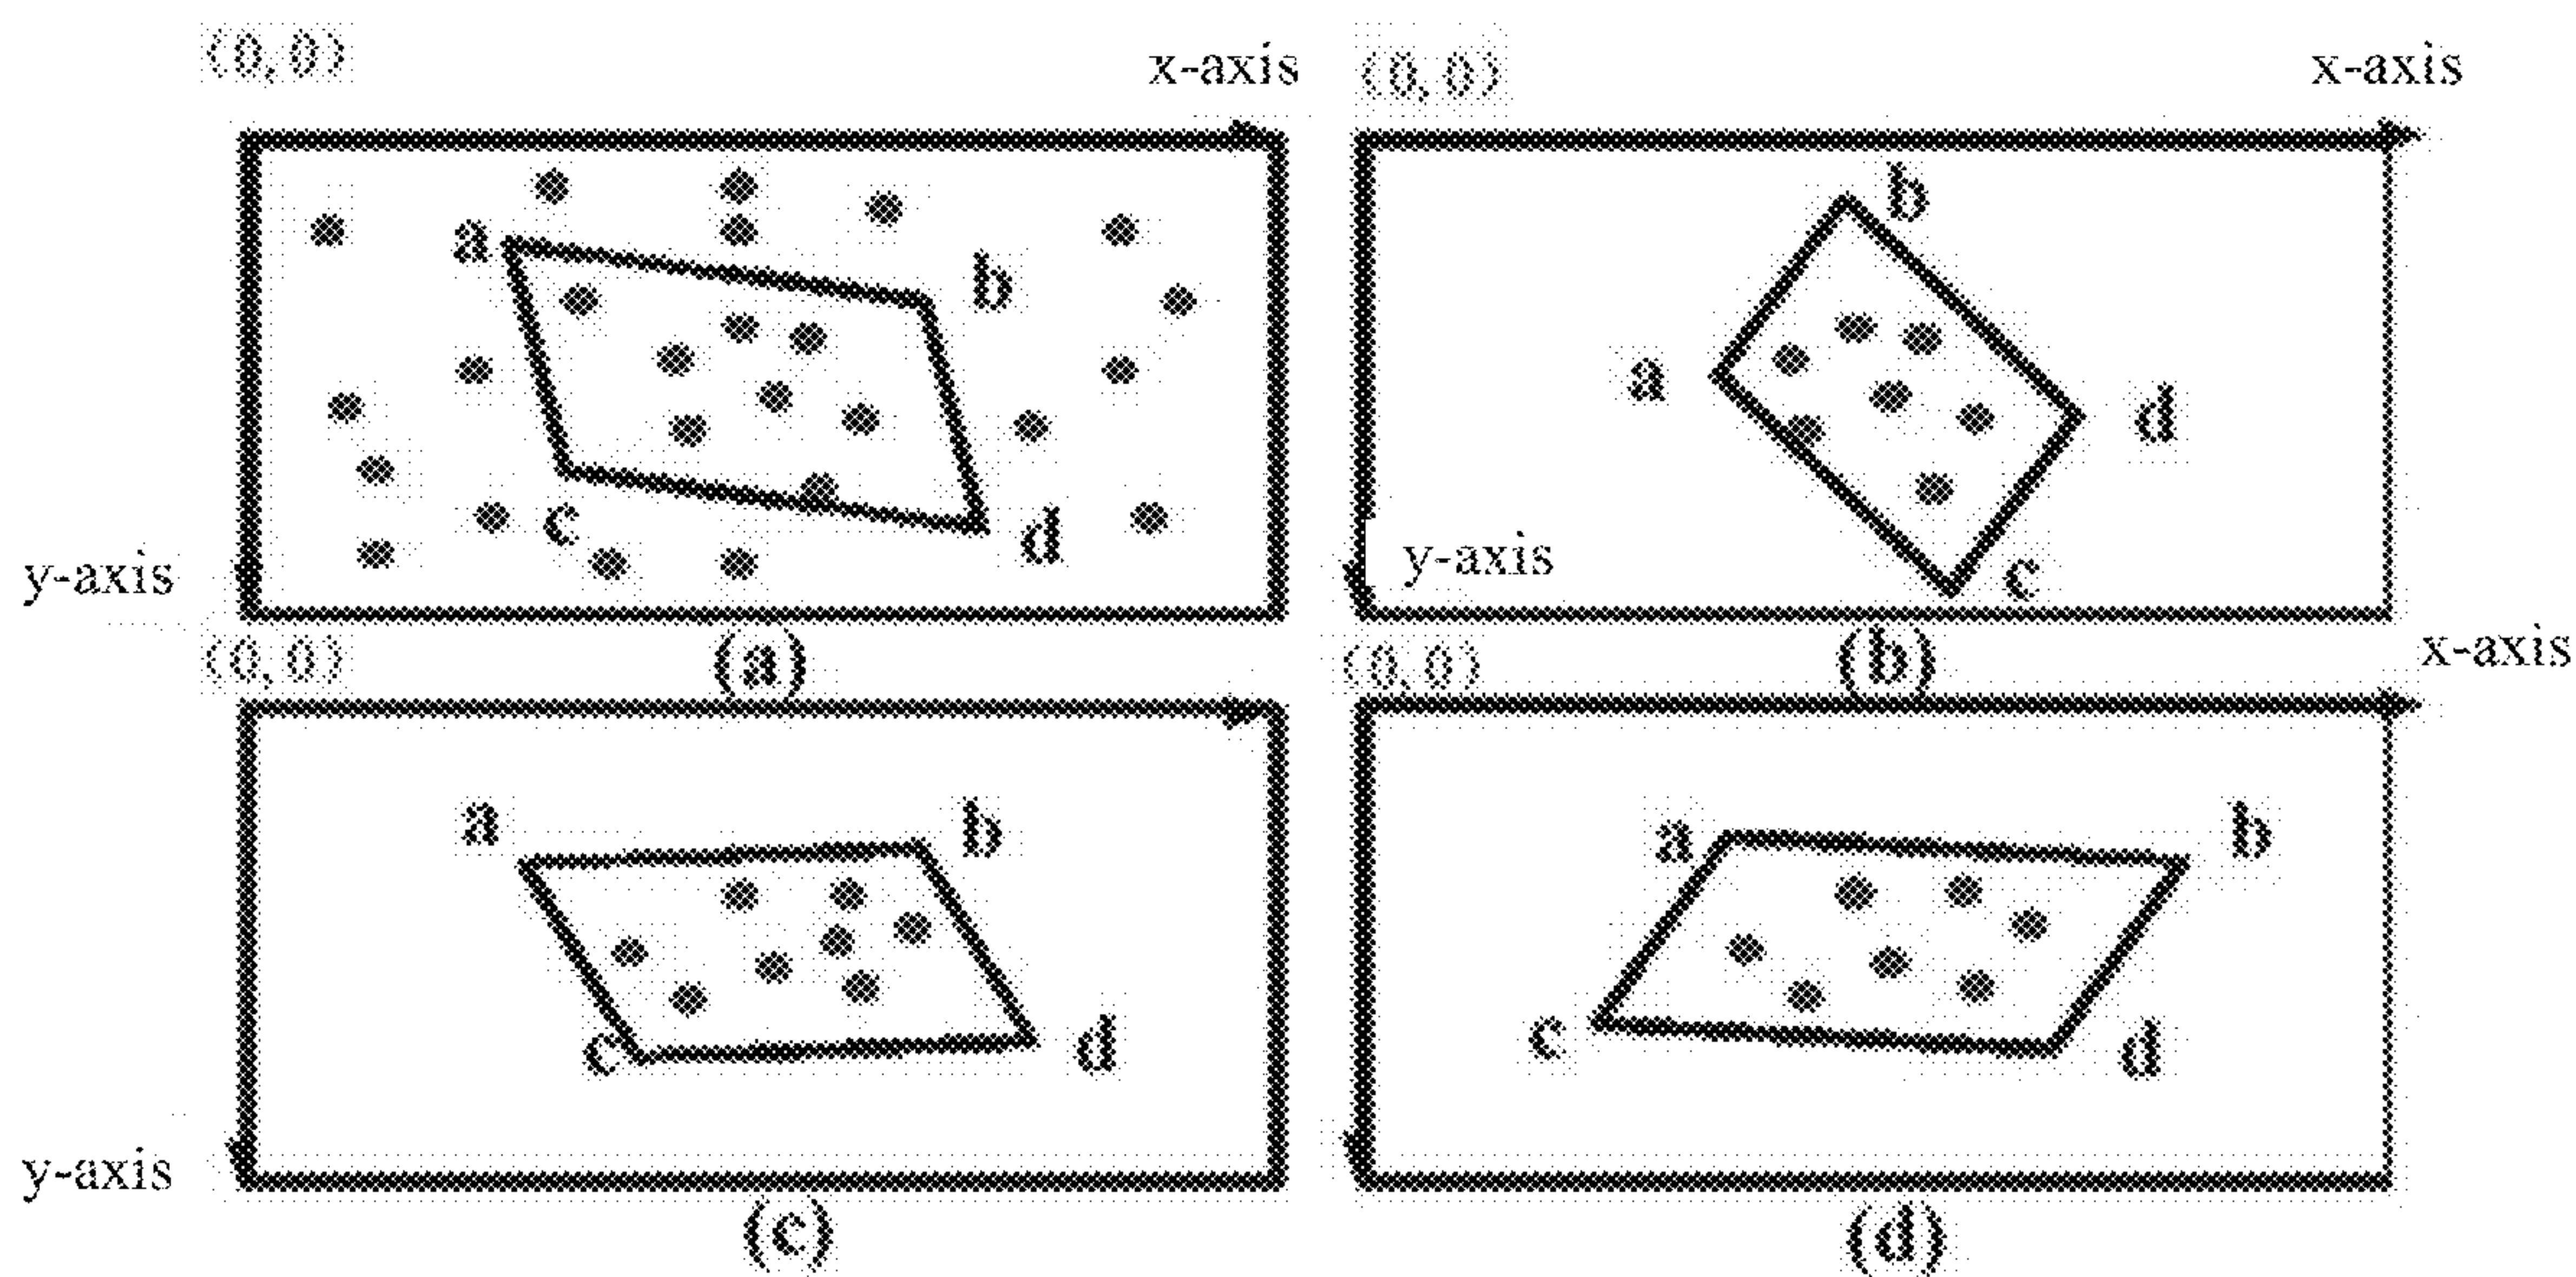 (0,0) x-axis (0,0) x-axis
a b
c d
y-axis
(a)
b
a d
c
y-axis
(b)
(0,0) (0,0) x-axis
a b
c d
y-axis
(c)
a b
c d
(d)